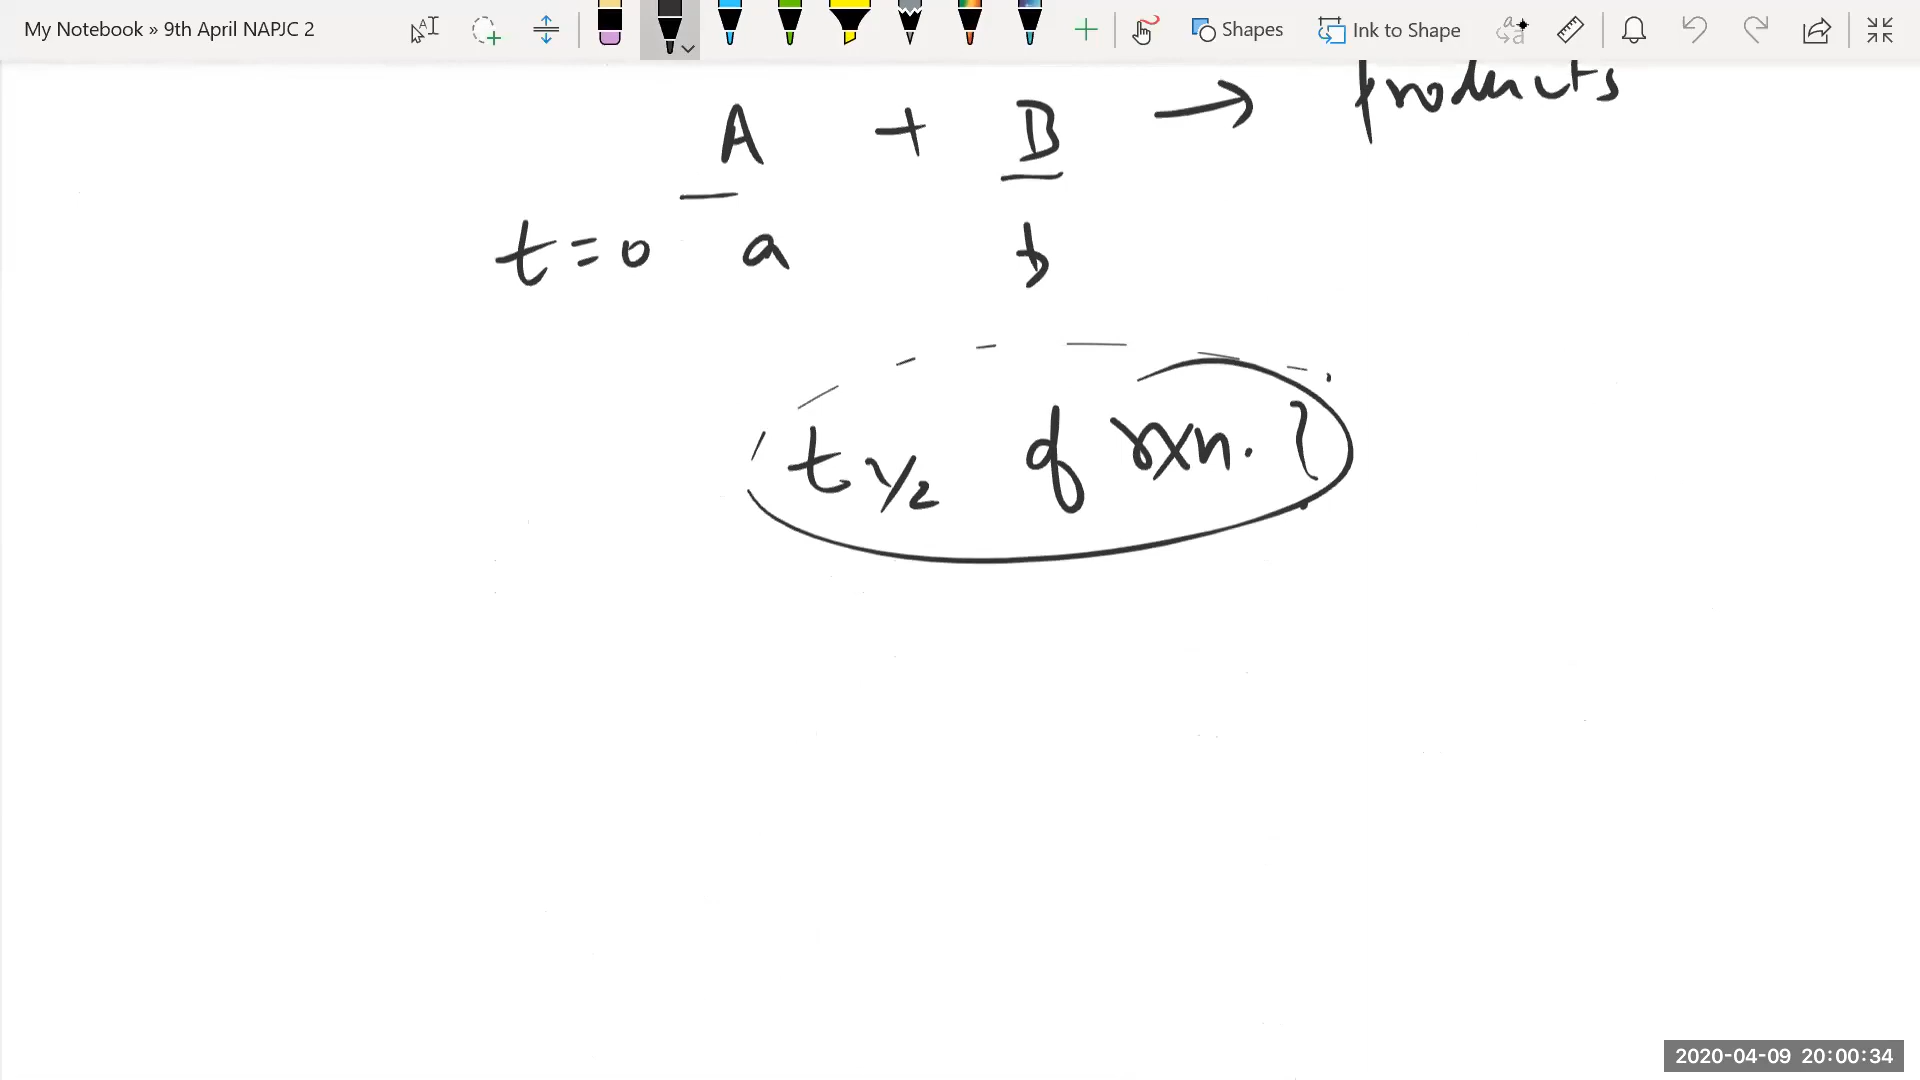 My Notebook » 9th April NAPJC 2
Shapes
Ink to Shape
A + B → products
t=0 a b
t 1/2 of rxn. ?
2020-04-09 20:00:34